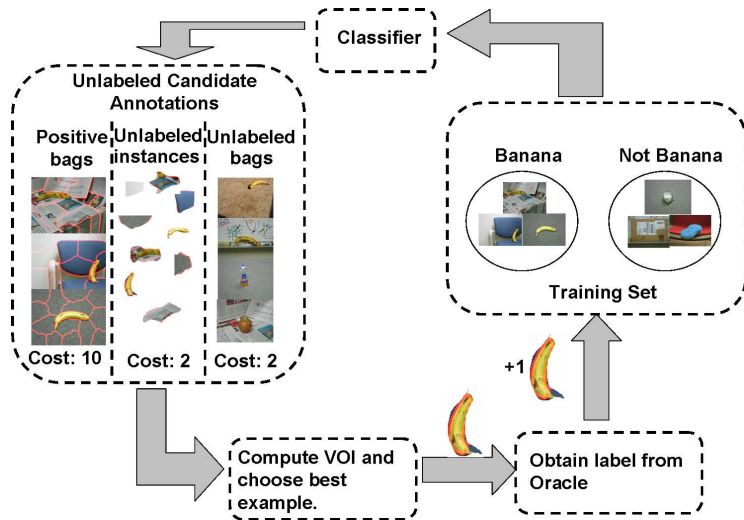 Classifier
Unlabeled Candidate
Annotations
Positive
bags
Unlabeled
instances
Unlabeled
bags
Cost: 10
Cost: 2
Cost: 2
Banana
Not Banana
Training Set
+1
Compute VOI and
choose best
example.
Obtain label from
Oracle